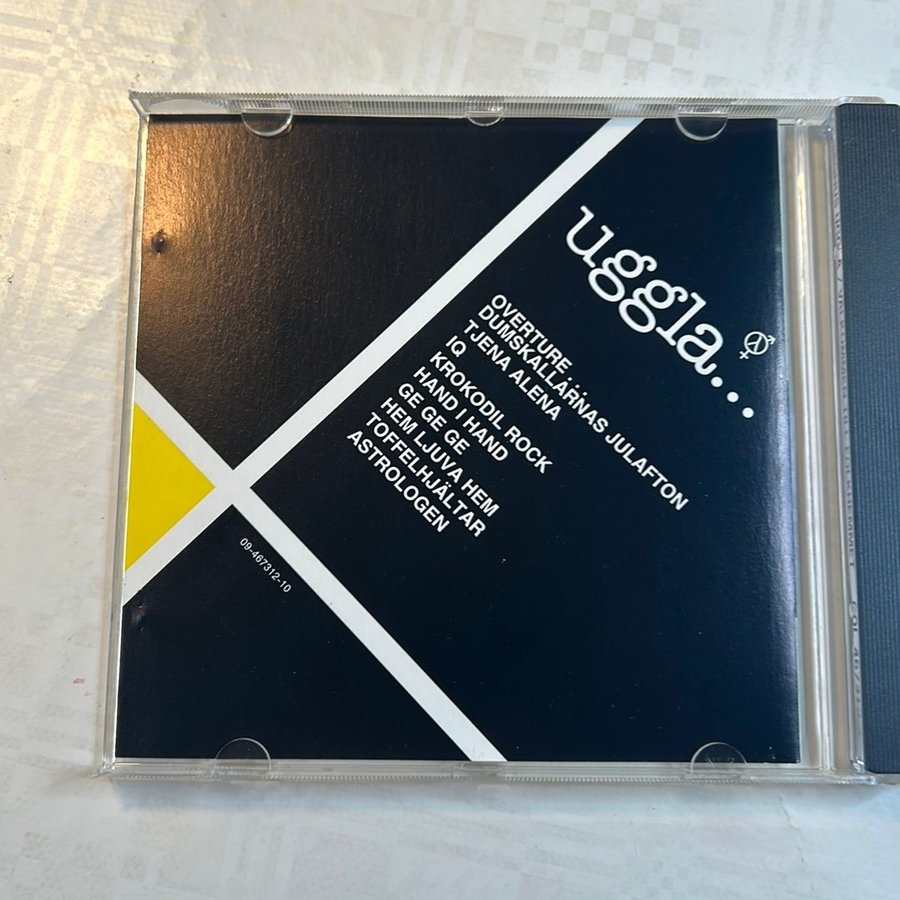 uggla...
OVERTURE
DUMSKALLARNAS JULAFTON
TJENA ALENA
IQ
KROKODIL ROCK
HAND I HAND
GE GE GE
HEM LJUVA HEM
TOFFELHJÄLTAR
ASTROLOGEN
09-467312-10